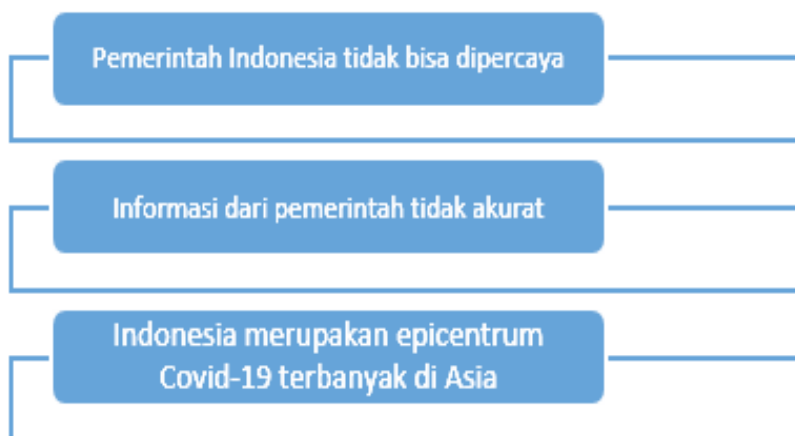 Pemerintah Indonesia tidak bisa dipercaya
Informasi dari pemerintah tidak akurat
Indonesia merupakan epicentrum
Covid-19 terbanyak di Asia